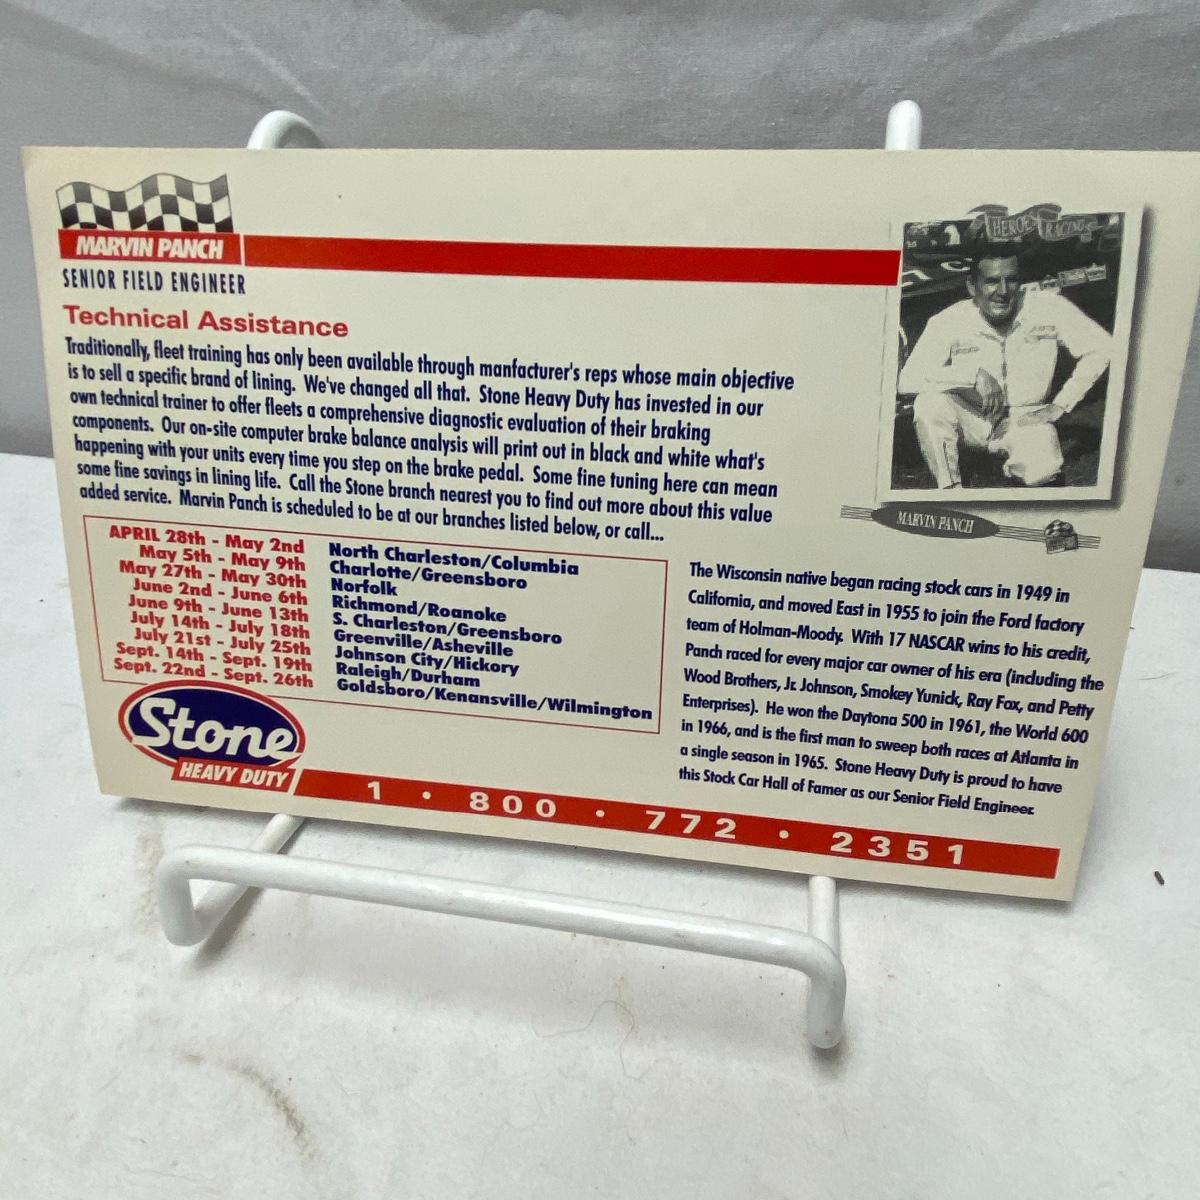 MARVIN PANCH
SENIOR FIELD ENGINEER
Technical Assistance
Traditionally, fleet training has only been available through manfacturer's reps whose main objective
is to sell a specific brand of lining. We've changed all that. Stone Heavy Duty has invested in our
own technical trainer to offer fleets a comprehensive diagnostic evaluation of their braking
components. Our on-site computer brake balance analysis will print out in black and white what's
happening with your units every time you step on the brake pedal. Some fine tuning here can mean
some fine savings in lining life. Call the Stone branch nearest you to find out more about this value
added service. Marvin Panch is scheduled to be at our branches listed below, or call...
APRIL 28th - May 2nd North Charleston/Columbia
May 5th - May 9th Charlotte/Greensboro
May 27th - May 30th Norfolk
June 2nd - June 6th Richmond/Roanoke
June 9th - June 13th S. Charleston/Greensboro
July 14th - July 18th Greenville/Asheville
July 21st - July 25th Johnson City/Hickory
Sept. 14th - Sept. 19th Raleigh/Durham
Sept. 22nd - Sept. 26th Goldsboro/Kenansville/Wilmington
Stone
HEAVY DUTY
1 • 800 • 772 • 2351
HEROES RACING
MARVIN PANCH
The Wisconsin native began racing stock cars in 1949 in
California, and moved East in 1955 to join the Ford factory
team of Holman-Moody. With 17 NASCAR wins to his credit,
Panch raced for every major car owner of his era (including the
Wood Brothers, Jr. Johnson, Smokey Yunick, Ray Fox, and Petty
Enterprises). He won the Daytona 500 in 1961, the World 600
in 1966, and is the first man to sweep both races at Atlanta in
a single season in 1965. Stone Heavy Duty is proud to have
this Stock Car Hall of Famer as our Senior Field Engineer.